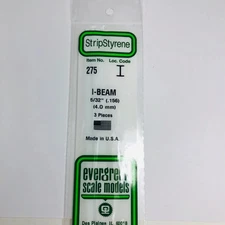 StripStyrene
Item No. Loc. Code
275
I-BEAM
5/32" (.156)
(4.0 mm)
3 Pieces
Made in U.S.A
evergreen
scale models
Des Plaines, IL